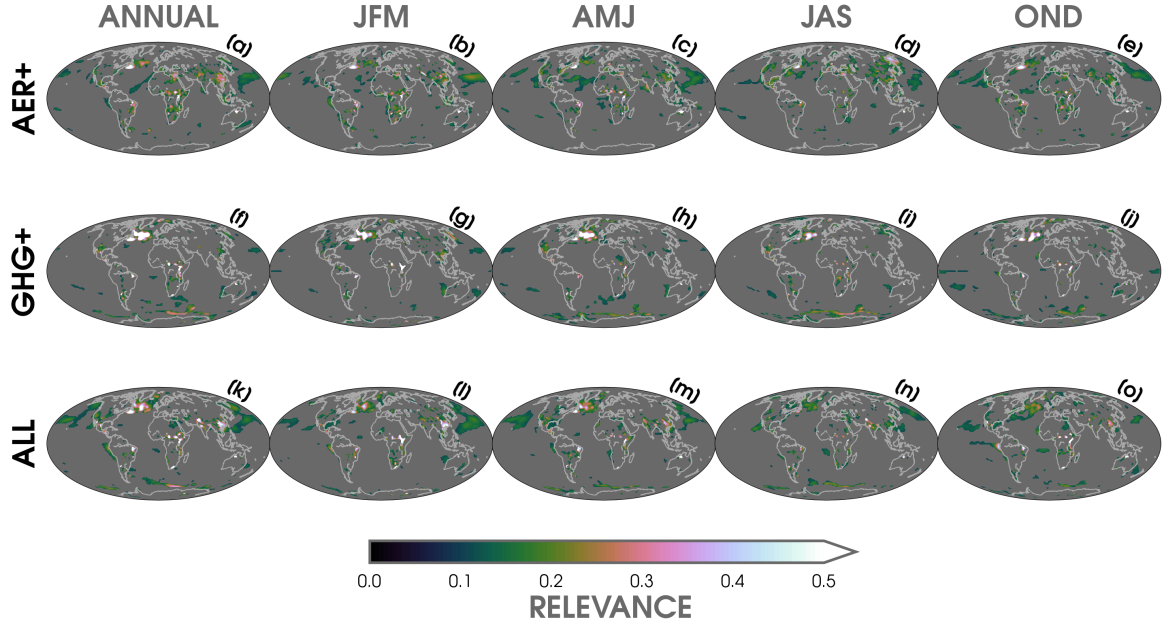 ANNUAL JFM AMJ JAS OND
AER+ (a) (b) (c) (d) (e)
GHG+ (f) (g) (h) (i) (j)
ALL (k) (l) (m) (n) (o)
0.0 0.1 0.2 0.3 0.4 0.5
RELEVANCE